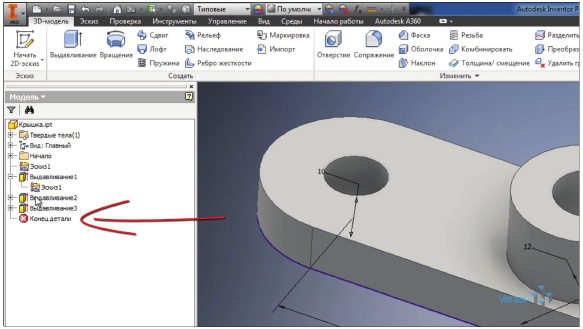 PRO
Типовые
По умолч
Autodesk Inventor P
3D-модель Эскиз Проверка Инструменты Управление Вид Среды Начало работы Autodesk A360
Начать 2D-эскиз
Выдавливание
Вращение
Сдвиг
Лофт
Пружина
Рельеф
Наследование
Ребро жесткости
Маркировка
Импорт
Отверстие
Сопряжение
Фаска
Оболочка
Наклон
Резьба
Комбинировать
Толщина/ смещение
Разделить
Преобраз
Удалить г
Эскиз
Создать
Изменить
Модель
Крышка.ipt
Твердые тела(1)
Вид: Главный
Начало
Эскиз1
Выдавливание1
Эскиз1
Выдавливание2
Выдавливание3
Конец детали
10
12
Vertex